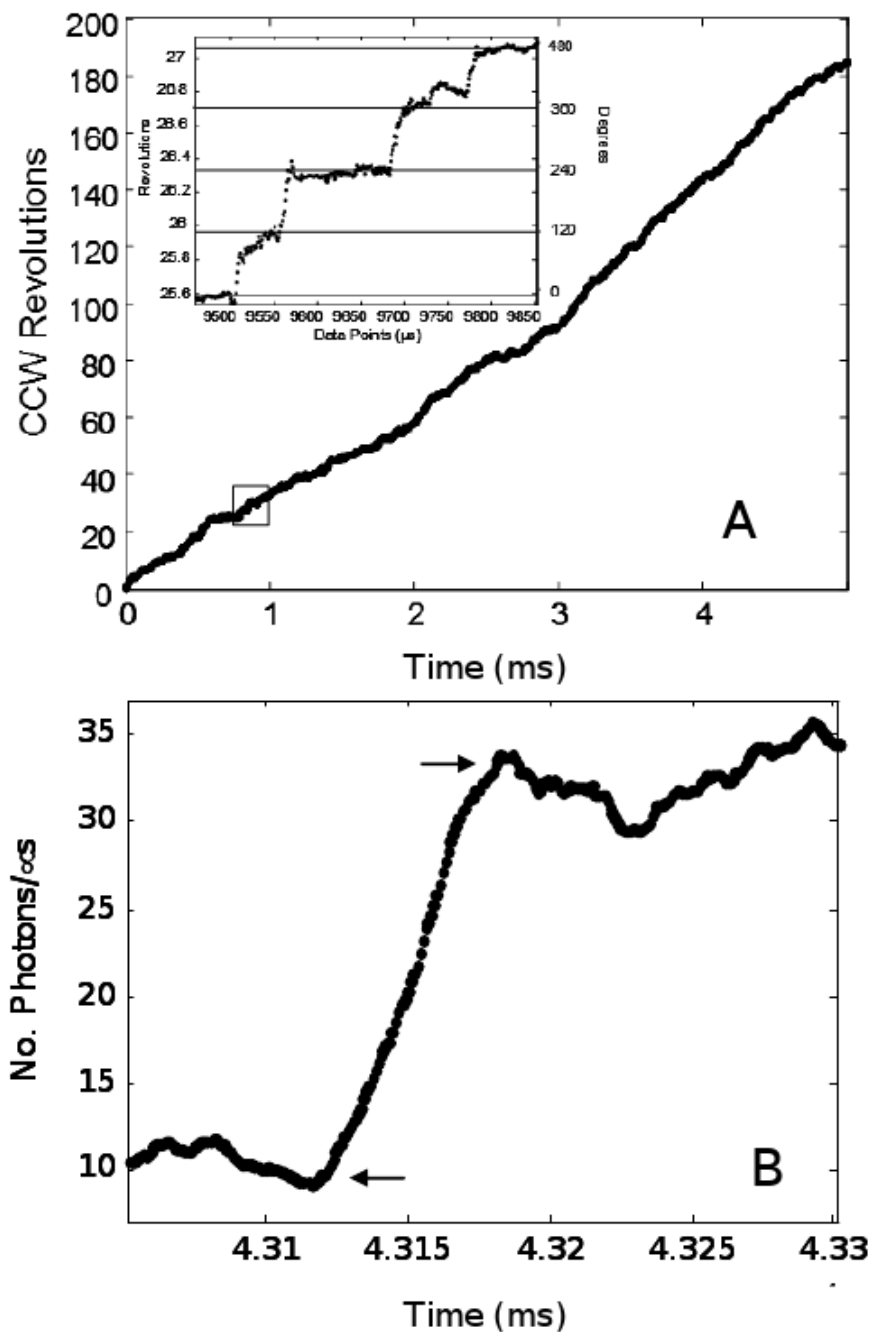 200
180
160
140
120
100
80
60
40
20
0
CCW Revolutions
0 1 2 3 4
Time (ms)
A
27
26.8
26.6
26.4
26.2
26
25.8
25.6
Revolutions
480
360
240
120
0
Degrees
9500 9550 9560 9600 9650 9700 9750 9800 9850
Data Points (µs)
35
30
25
20
15
10
No. Photons/αs
B
4.31 4.315 4.32 4.325 4.33
Time (ms)